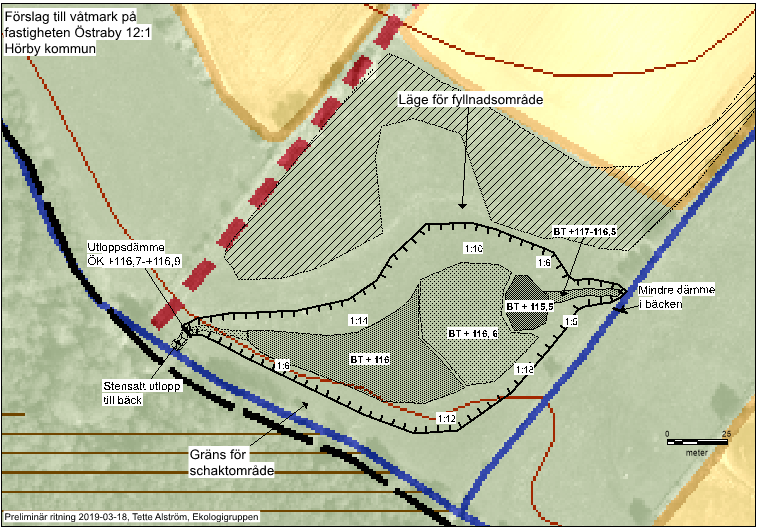 Förslag till våtmark på
fastigheten Östraby 12:1
Hörby kommun
Läge för fyllnadsområde
BT +117-116,5
1:10
1:6
Utloppsdämme
ÖK +116,7-+116,9
Mindre dämme
i bäcken
BT + 115,5
1:14
1:5
BT + 116, 6
BT + 116
1:6
1:18
Stensatt utlopp
till bäck
1:12
0 25
meter
Gräns för
schaktområde
Preliminär ritning 2019-03-18, Tette Alström, Ekologigruppen